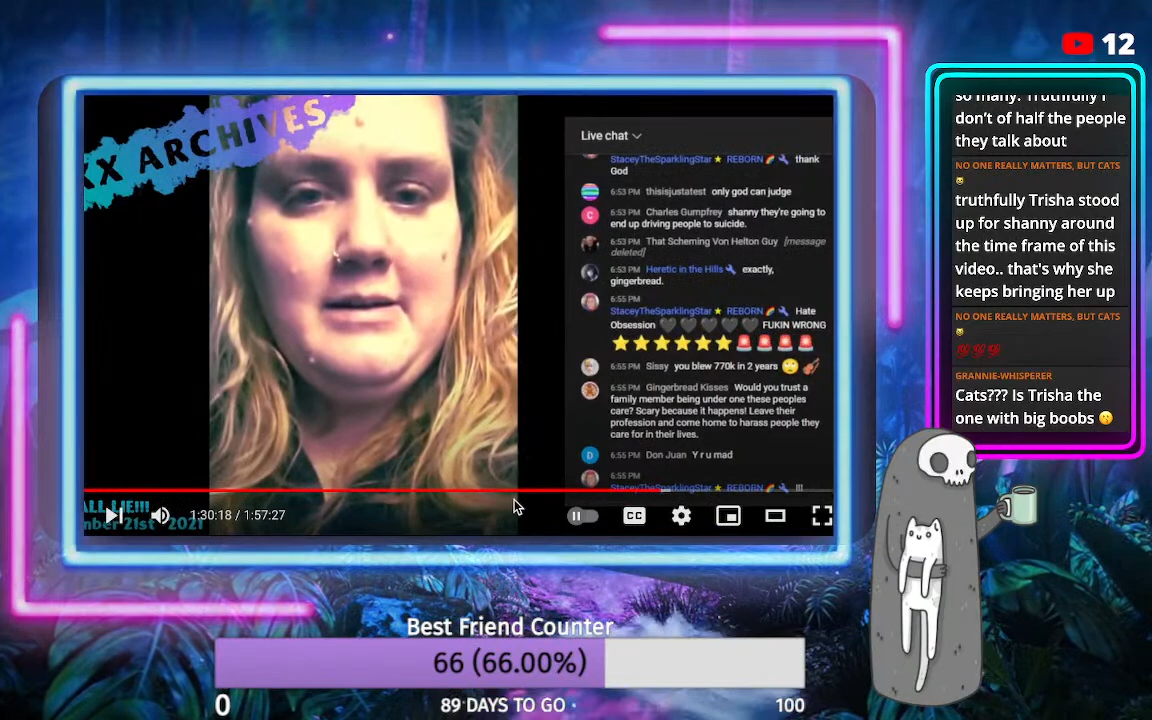 12
XX ARCHIVES
Live chat
StaceyTheSparklingStar ⭐ REBORN 🌈 🔧 thank
God
6:53 PM thisisjustatest only god can judge
6:53 PM Charles Gumpfrey shanny they're going to
end up driving people to suicide.
6:53 PM That Scheming Von Helton Guy [message
deleted]
6:53 PM Heretic in the Hills 🔧 exactly,
gingerbread.
6:55 PM
StaceyTheSparklingStar ⭐ REBORN 🌈 🔧 Hate
Obsession 🖤🖤🖤🖤🖤 FUKIN WRONG
⭐⭐⭐⭐⭐⭐🚨🚨🚨🚨
6:55 PM Sissy you blew 770k in 2 years 🙄 🎻
6:55 PM Gingerbread Kisses Would you trust a
family member being under one these peoples
care? Scary because it happens! Leave their
profession and come home to harass people they
care for in their lives.
6:55 PM Don Juan Y r u mad
6:55 PM
StaceyTheSparklingStar ⭐ REBORN 🌈 🔧 !!!
ALL LIE!!!
mber 21st 2021
1:30:18 / 1:57:27
CC
so many. Truthfully I
don't of half the people
they talk about
NO ONE REALLY MATTERS, BUT CATS
😺
truthfully Trisha stood
up for shanny around
the time frame of this
video.. that's why she
keeps bringing her up
NO ONE REALLY MATTERS, BUT CATS
😺
💯💯💯
GRANNIE-WHISPERER
Cats??? Is Trisha the
one with big boobs 🤭
Best Friend Counter
66 (66.00%)
0
89 DAYS TO GO
100